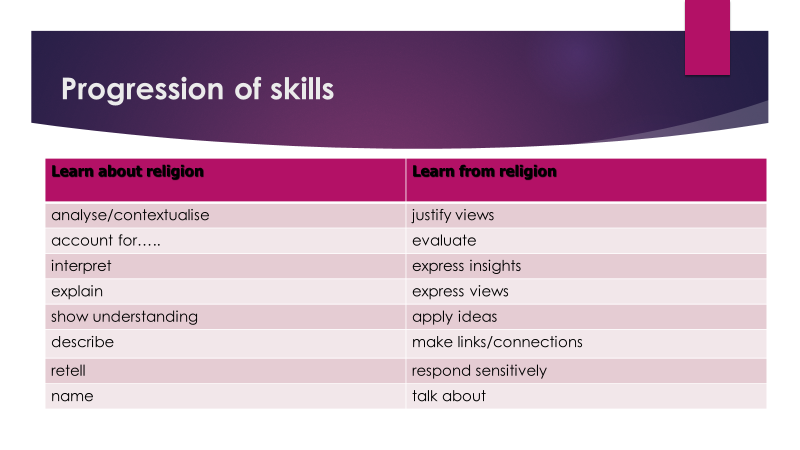 Progression of skills
Learn about religion Learn from religion
analyse/contextualise justify views
account for….. evaluate
interpret express insights
explain express views
show understanding apply ideas
describe make links/connections
retell respond sensitively
name talk about